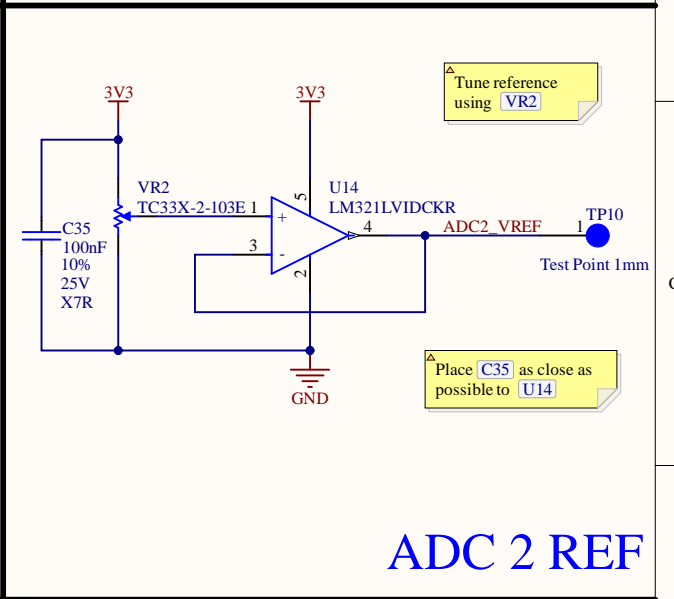 Tune reference
using VR2
3V3
3V3
VR2
TC33X-2-103E
1
+
3
-
5
2
U14
LM321LVIDCKR
4
ADC2_VREF
1
TP10
Test Point 1mm
C35
100nF
10%
25V
X7R
GND
Place C35 as close as
possible to U14
ADC 2 REF